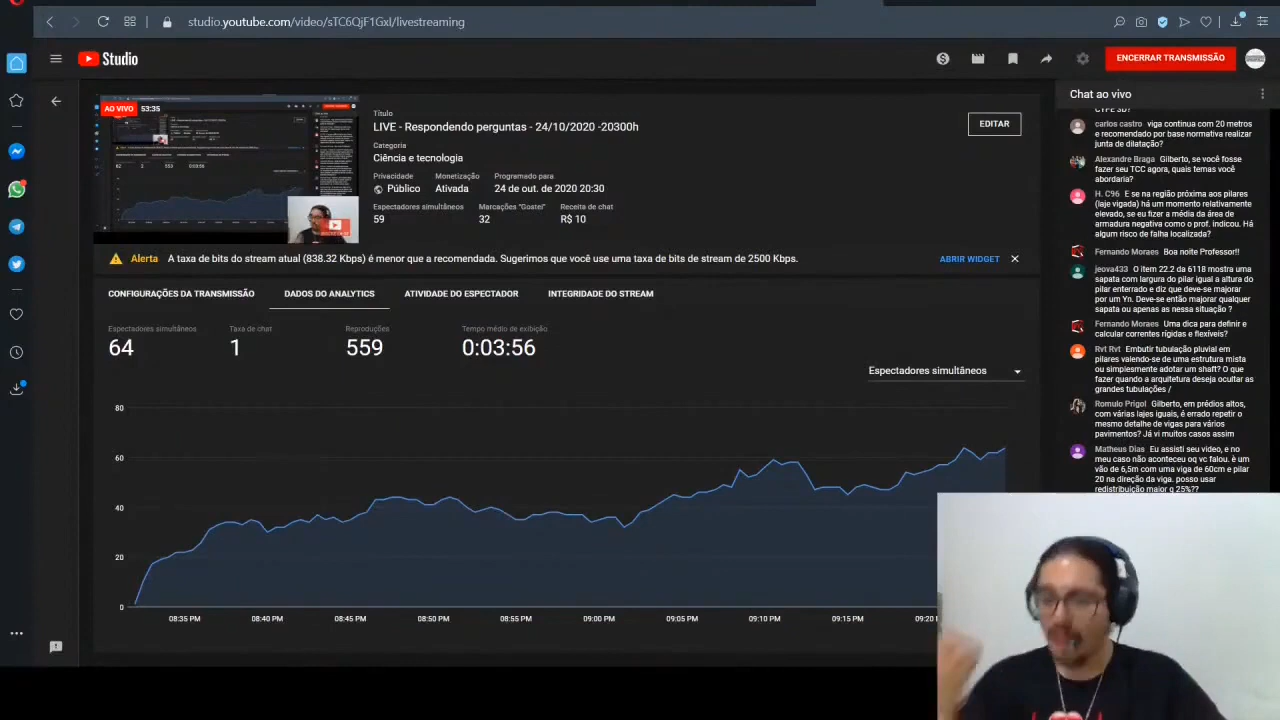 studio.youtube.com/video/sTC6QjF1GxI/livestreaming
Studio
ENCERRAR TRANSMISSÃO
AO VIVO 53:35
Título
LIVE - Respondendo perguntas - 24/10/2020 -20300h
EDITAR
Categoria
Ciência e tecnologia
Privacidade Monetização Programado para
Público Ativada 24 de out. de 2020 20:30
Espectadores simultâneos Marcações "Gostei" Receita de chat
59 32 R$ 10
Alerta A taxa de bits do stream atual (838.32 Kbps) é menor que a recomendada. Sugerimos que você use uma taxa de bits de stream de 2500 Kbps. ABRIR WIDGET
CONFIGURAÇÕES DA TRANSMISSÃO DADOS DO ANALYTICS ATIVIDADE DO ESPECTADOR INTEGRIDADE DO STREAM
Espectadores simultâneos Taxa de chat Reproduções Tempo médio de exibição
64 1 559 0:03:56
Espectadores simultâneos
80
60
40
20
0
08:35 PM 08:40 PM 08:45 PM 08:50 PM 08:55 PM 09:00 PM 09:05 PM 09:10 PM 09:15 PM 09:20
Chat ao vivo
CYPE 3D?
carlos castro viga continua com 20 metros
e recomendado por base normativa realizar
junta de dilatação?
Alexandre Braga Gilberto, se você fosse
fazer seu TCC agora, quais temas você
abordaria?
H. C96 E se na região próxima aos pilares
(laje vigada) há um momento relativamente
elevado, se eu fizer a média da área de
armadura negativa como o prof. indicou. Há
algum risco de falha localizada?
Fernando Moraes Boa noite Professor!!
jeova433 O item 22.2 da 6118 mostra uma
sapata com largura do pilar igual a altura do
pilar enterrado e diz que deve-se majorar
por um Yn. Deve-se então majorar qualquer
sapata ou apenas as nessa situação ?
Fernando Moraes Uma dica para definir e
calcular correntes rígidas e flexíveis?
Rvt Rvt Embutir tubulação pluvial em
pilares valendo-se de uma estrutura mista
ou simplesmente adotar um shaft? O que
fazer quando a arquitetura deseja ocultar as
grandes tubulações /
Romulo Prigol Gilberto, em prédios altos,
com várias lajes iguais, é errado repetir o
mesmo detalhe de vigas para vários
pavimentos? Já vi muitos casos assim
Matheus Dias Eu assisti seu video, e no
meu caso não aconteceu oq vc falou. è um
vão de 6,5m com uma viga de 60cm e pilar
20 na direção da viga. posso usar
redistribuição maior q 25%??